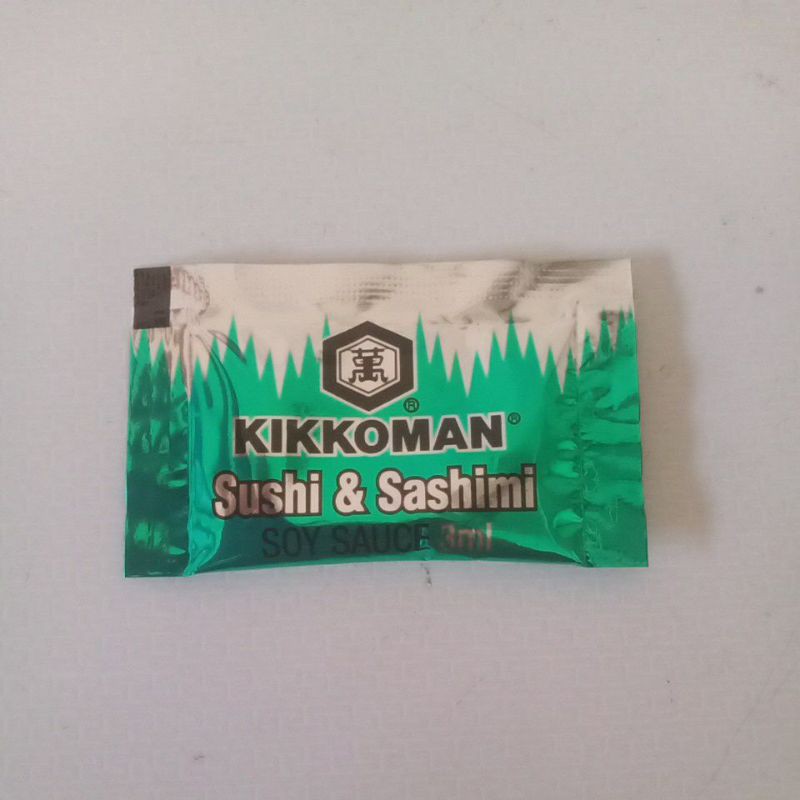 萬
®
KIKKOMAN®
Sushi & Sashimi
SOY SAUCE 3ml